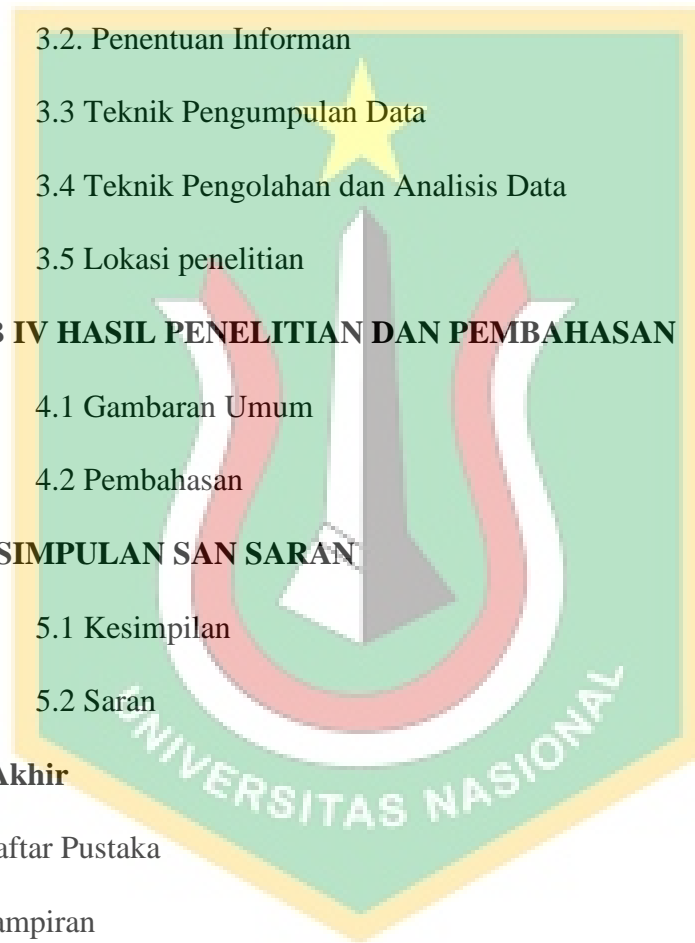 3.2. Penentuan Informan
3.3 Teknik Pengumpulan Data
3.4 Teknik Pengolahan dan Analisis Data
3.5 Lokasi penelitian
IV HASIL PENELITIAN DAN PEMBAHASAN
4.1 Gambaran Umum
4.2 Pembahasan
SIMPULAN SAN SARAN
5.1 Kesimpilan
5.2 Saran
Akhir
aftar Pustaka
ampiran
UNIVERSITAS NASIONAL